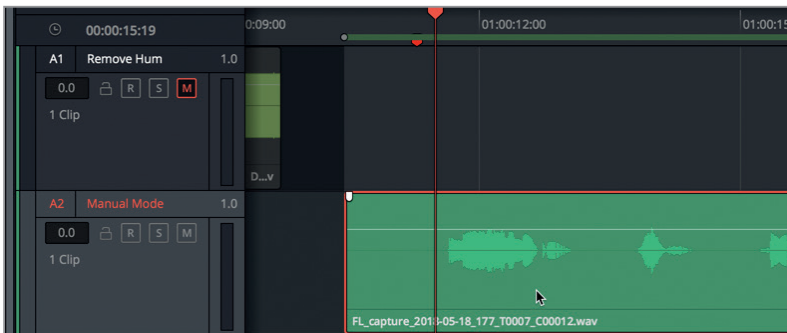 00:00:15:19
0:09:00
01:00:12:00
01:00:15
A1 Remove Hum 1.0
0.0 R S M
1 Clip
D...v
A2 Manual Mode 1.0
0.0 R S M
1 Clip
FL_capture_2018-05-18_177_T0007_C00012.wav